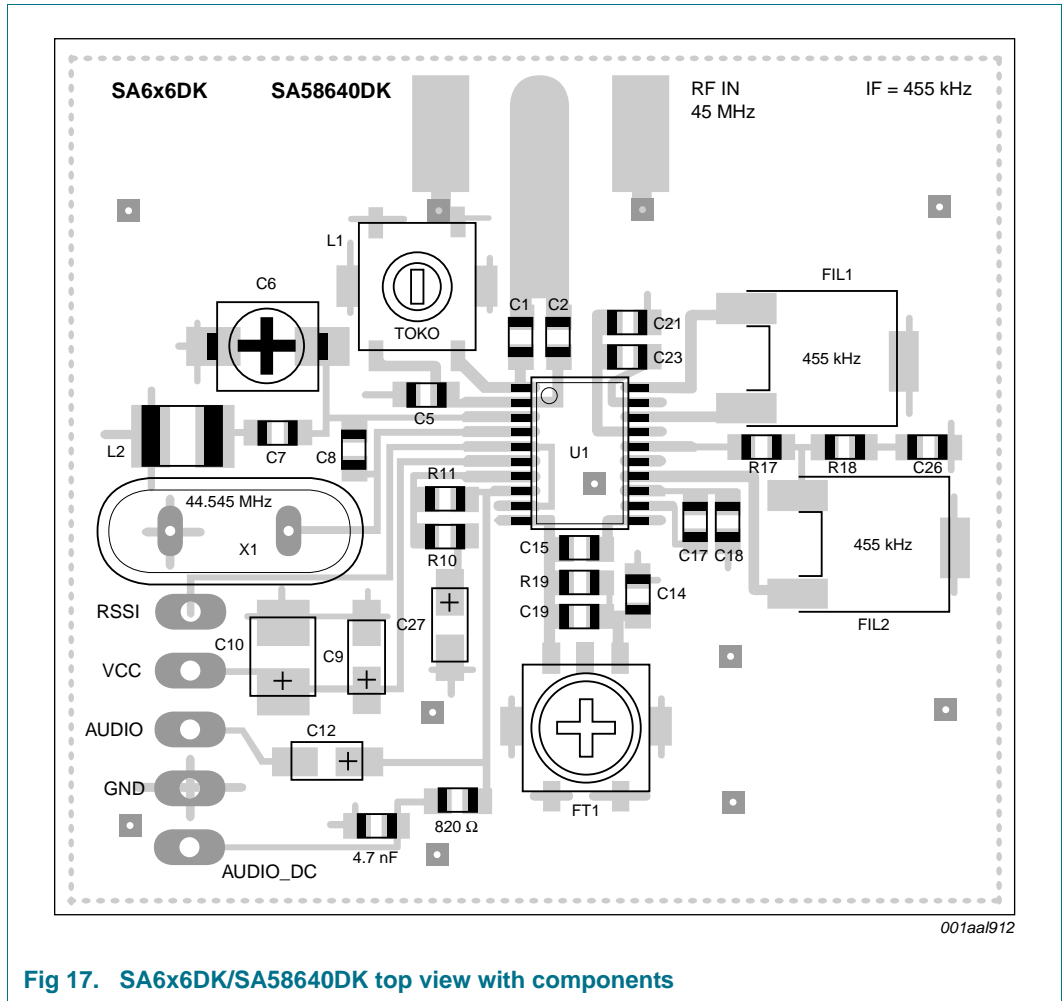 SA6x6DK SA58640DK RF IN IF = 455 kHz
45 MHz
L1
C6
FIL1
C1 C2
C21
TOKO
C23
455 kHz
C5
L2
C7
C8
U1
R17 R18 C26
R11
44.545 MHz
X1
R10
C15
C17 C18
455 kHz
R19
C14
RSSI
C19
C27
FIL2
C10
C9
VCC
AUDIO
C12
GND
FT1
820 Ω
4.7 nF
AUDIO_DC
001aal912
Fig 17. SA6x6DK/SA58640DK top view with components